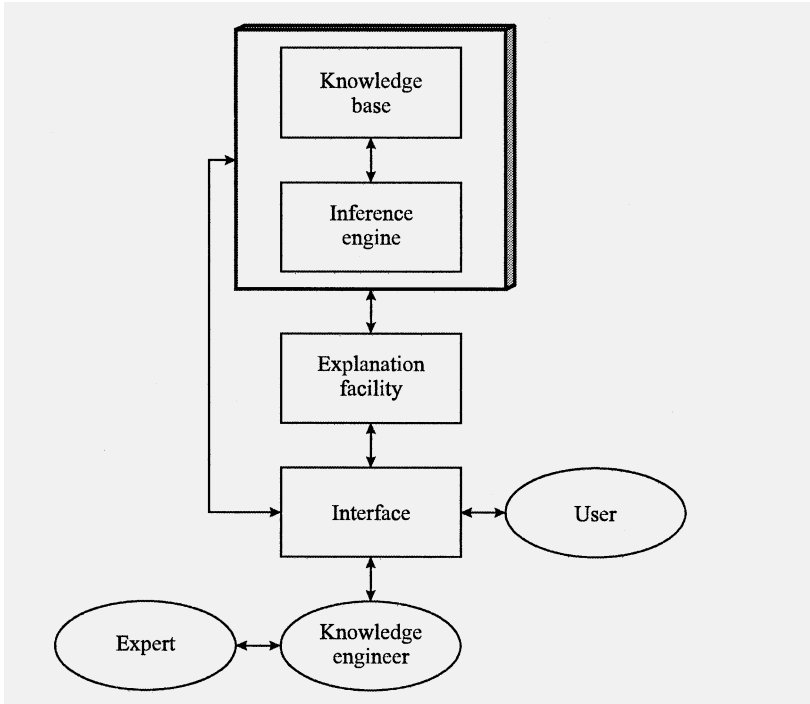 Knowledge
base
Inference
engine
Explanation
facility
Interface
User
Expert
Knowledge
engineer